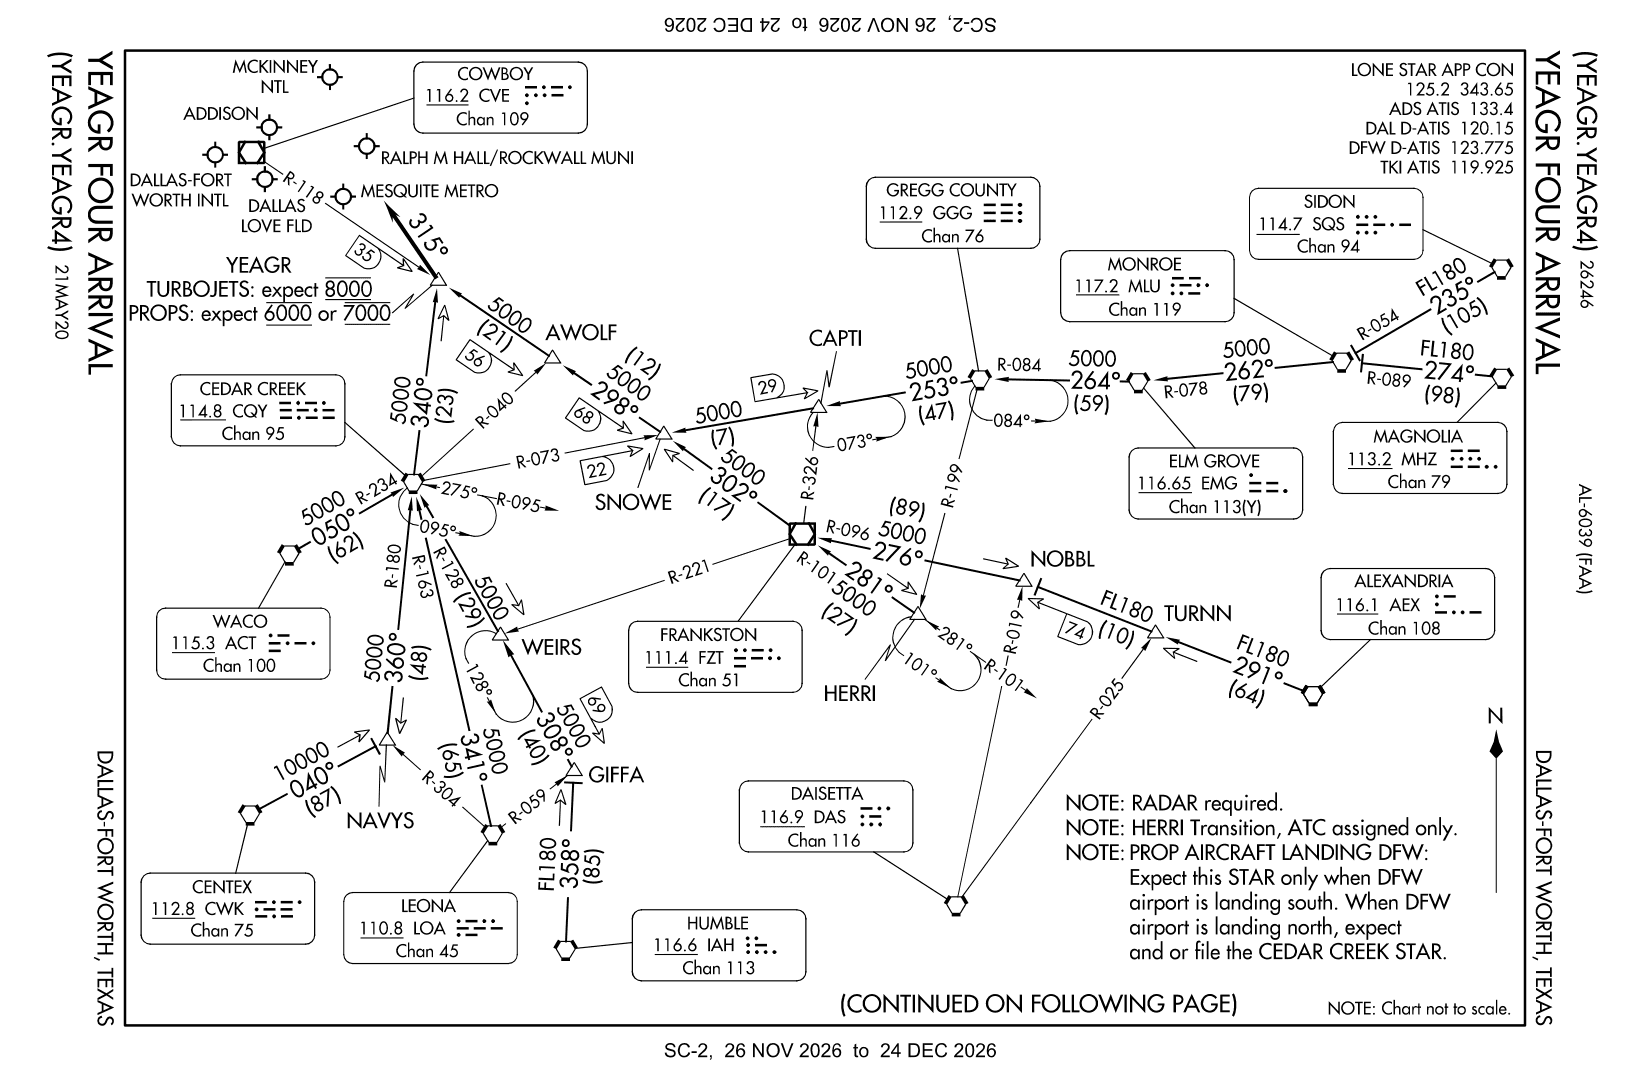 SC-2, 26 NOV 2026 to 24 DEC 2026
(YEAGR.YEAGR4) 21MAY20
YEAGR FOUR ARRIVAL
DALLAS-FORT WORTH, TEXAS
(YEAGR.YEAGR4) 26246
YEAGR FOUR ARRIVAL
AL-6039 (FAA)
DALLAS-FORT WORTH, TEXAS
LONE STAR APP CON
125.2 343.65
ADS ATIS 133.4
DAL D-ATIS 120.15
DFW D-ATIS 123.775
TKI ATIS 119.925
MCKINNEY
NTL
ADDISON
DALLAS-FORT
WORTH INTL
DALLAS
LOVE FLD
RALPH M HALL/ROCKWALL MUNI
MESQUITE METRO
COWBOY
116.2 CVE
Chan 109
R-118
35
315°
YEAGR
TURBOJETS: expect 8000
PROPS: expect 6000 or 7000
5000
(21)
56
AWOLF
(12)
5000
298°
68
5000
340°
(23)
R-040
CEDAR CREEK
114.8 CQY
Chan 95
R-073
22
SNOWE
CAPTI
29
5000
(7)
5000
253°
(47)
073°
GREGG COUNTY
112.9 GGG
Chan 76
R-084
084°
5000
264°
(59)
R-078
5000
262°
(79)
MONROE
117.2 MLU
Chan 119
SIDON
114.7 SQS
Chan 94
R-054
FL180
235°
(105)
R-089
FL180
274°
(98)
MAGNOLIA
113.2 MHZ
Chan 79
ELM GROVE
116.65 EMG
Chan 113(Y)
5000
302°
(17)
R-326
R-199
R-234
5000
050°
(62)
275°
R-095
095°
WACO
115.3 ACT
Chan 100
R-180
R-163
R-128
5000
(29)
WEIRS
128°
R-221
FRANKSTON
111.4 FZT
Chan 51
R-096
(89)
5000
276°
R-101
281°
5000
(27)
HERRI
281°
101°
R-101
NOBBL
R-019
FL180
(10)
74
TURNN
R-025
FL180
291°
(64)
ALEXANDRIA
116.1 AEX
Chan 108
5000
360°
(48)
5000
341°
(65)
5000
308°
(40)
69
GIFFA
10000
040°
(87)
NAVYS
R-304
R-059
FL180
358°
(85)
CENTEX
112.8 CWK
Chan 75
LEONA
110.8 LOA
Chan 45
HUMBLE
116.6 IAH
Chan 113
DAISETTA
116.9 DAS
Chan 116
N
NOTE: RADAR required.
NOTE: HERRI Transition, ATC assigned only.
NOTE: PROP AIRCRAFT LANDING DFW:
Expect this STAR only when DFW
airport is landing south. When DFW
airport is landing north, expect
and or file the CEDAR CREEK STAR.
(CONTINUED ON FOLLOWING PAGE)
NOTE: Chart not to scale.
SC-2, 26 NOV 2026 to 24 DEC 2026